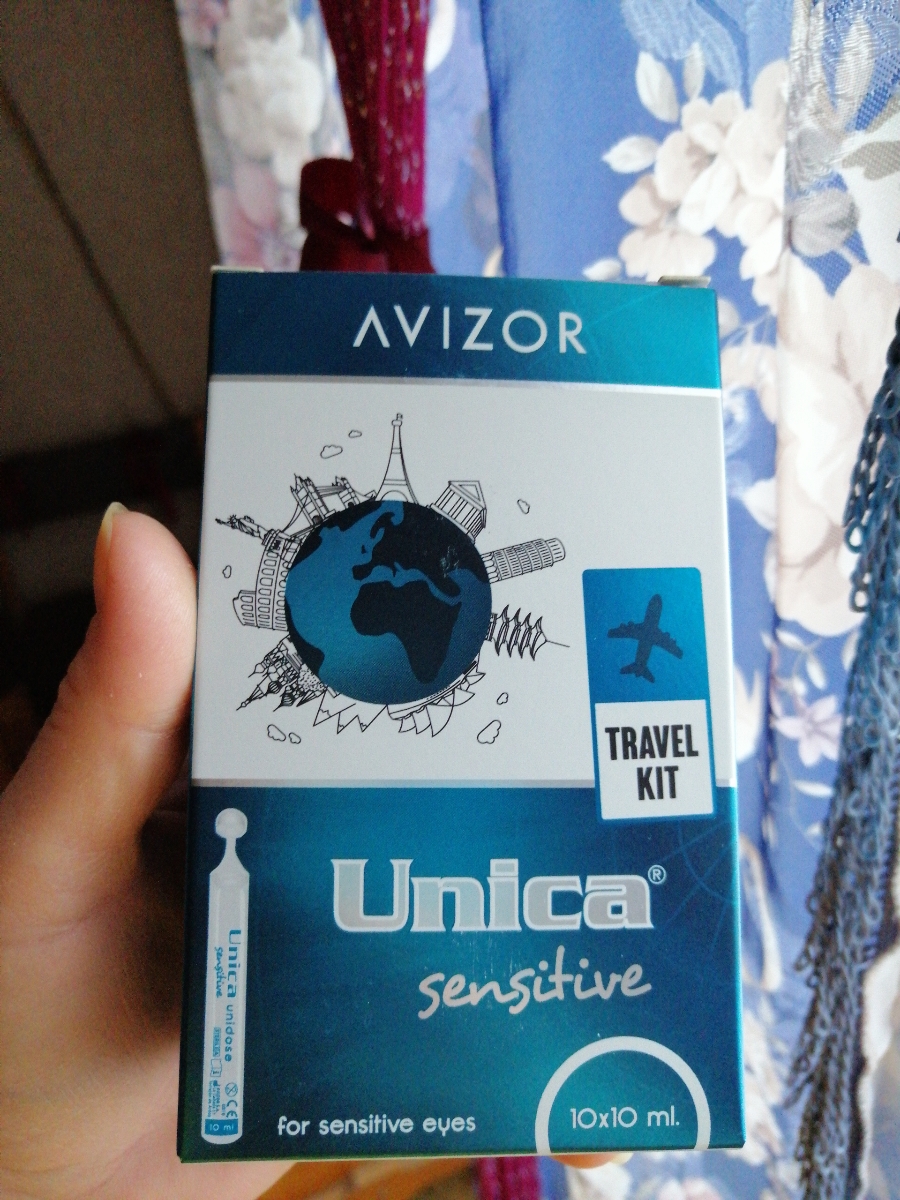 AVIZOR
TRAVEL
KIT
Unica®
sensitive
for sensitive eyes
10x10 ml.
Unica unidose
sensitive
10 ml